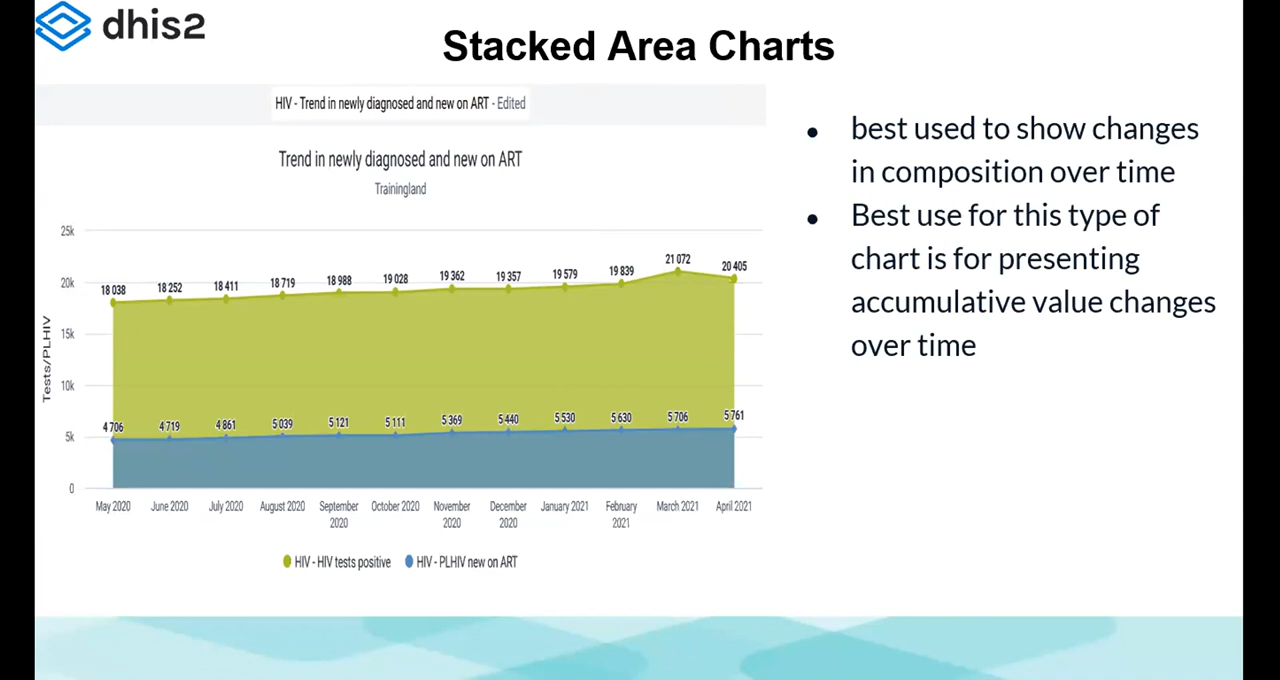 dhis2
Stacked Area Charts
HIV - Trend in newly diagnosed and new on ART - Edited
Trend in newly diagnosed and new on ART
Trainingland
Tests/PLHIV
25k
20k
15k
10k
5k
0
18 038 18 252 18 411 18 719 18 988 19 028 19 362 19 357 19 579 19 839 21 072 20 405
4 706 4 719 4 861 5 039 5 121 5 111 5 369 5 440 5 530 5 630 5 706 5 761
May 2020 June 2020 July 2020 August 2020 September 2020 October 2020 November 2020 December 2020 January 2021 February 2021 March 2021 April 2021
HIV - HIV tests positive HIV - PLHIV new on ART
● best used to show changes
in composition over time
● Best use for this type of
chart is for presenting
accumulative value changes
over time